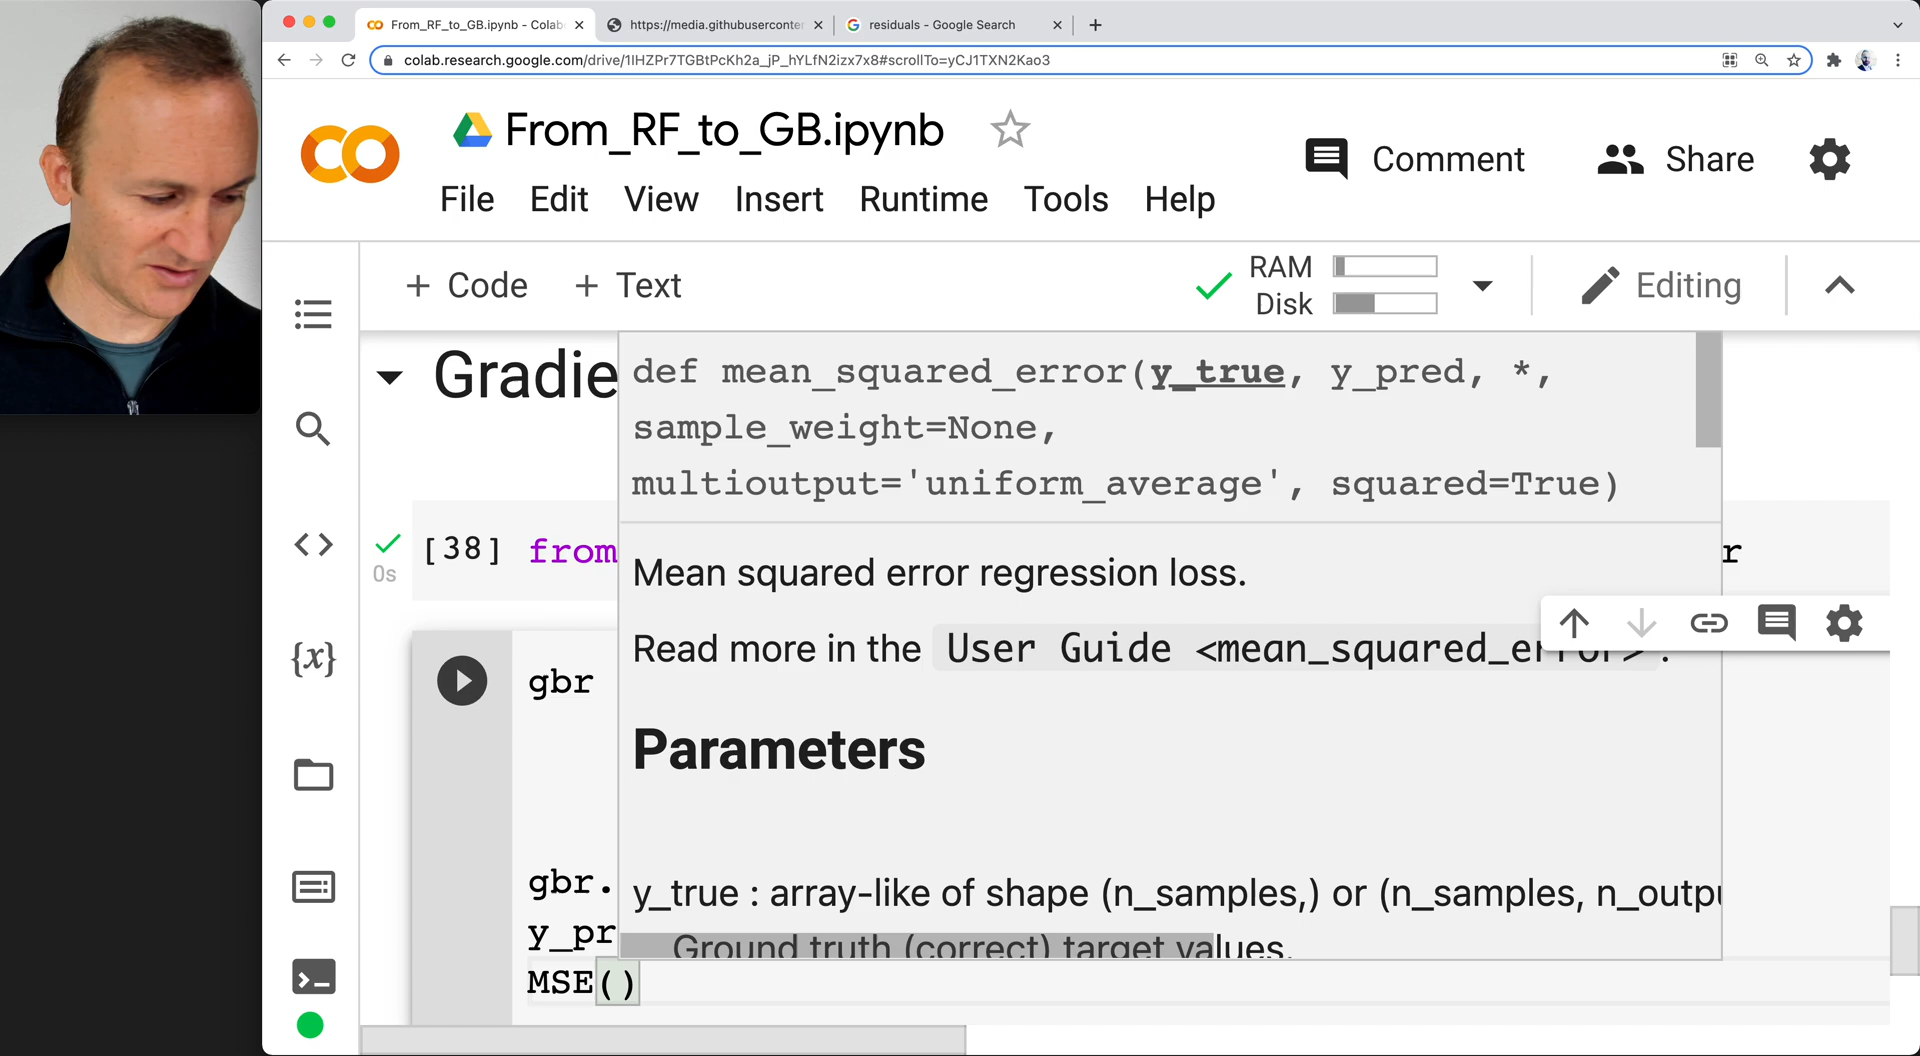 From_RF_to_GB.ipynb - Colab
https://media.githubuserconte
residuals - Google Search
colab.research.google.com/drive/1IHZPr7TGBtPcKh2a_jP_hYLfN2izx7x8#scrollTo=yCJ1TXN2Kao3
From_RF_to_GB.ipynb
Comment
Share
File Edit View Insert Runtime Tools Help
+ Code + Text
RAM
Disk
Editing
Gradie
def mean_squared_error(y_true, y_pred, *,
sample_weight=None,
multioutput='uniform_average', squared=True)
[38] from
r
0s
Mean squared error regression loss.
Read more in the User Guide <mean_squared_error> .
{x}
gbr
Parameters
gbr.
y_true : array-like of shape (n_samples,) or (n_samples, n_outpu
y_pr
Ground truth (correct) target values.
MSE()